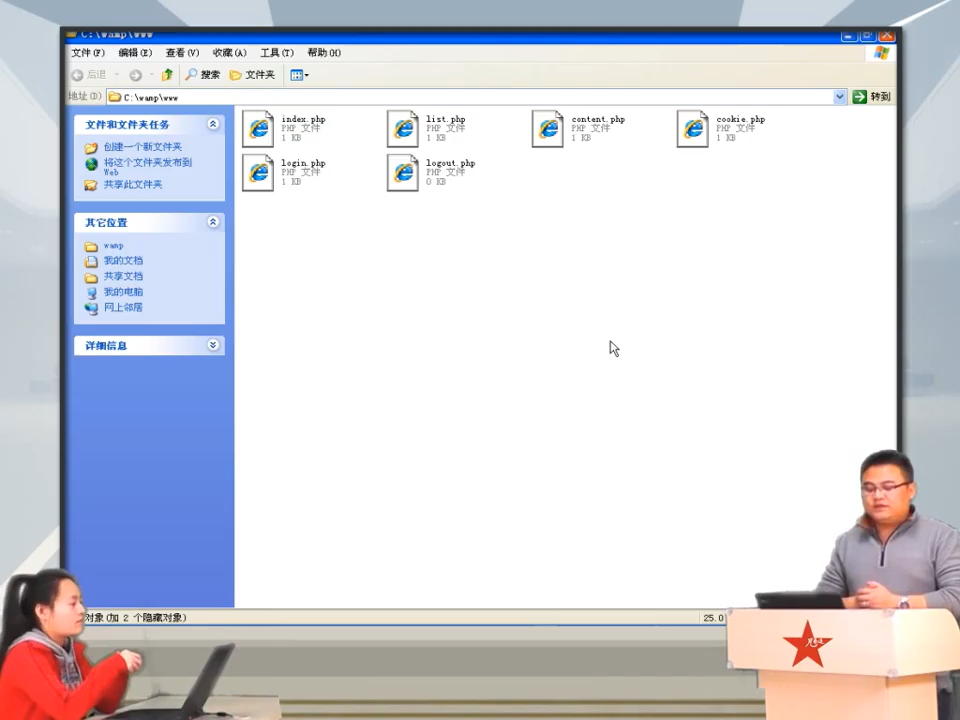 C:\wamp\www
文件(F) 编辑(E) 查看(V) 收藏(A) 工具(T) 帮助(H)
后退 搜索 文件夹
地址(D) C:\wamp\www 转到
文件和文件夹任务
创建一个新文件夹
将这个文件夹发布到
Web
共享此文件夹
其它位置
wamp
我的文档
共享文档
我的电脑
网上邻居
详细信息
index.php
PHP 文件
1 KB
list.php
PHP 文件
1 KB
content.php
PHP 文件
1 KB
cookie.php
PHP 文件
1 KB
login.php
PHP 文件
1 KB
logout.php
PHP 文件
0 KB
对象(加 2 个隐藏对象)
25.0